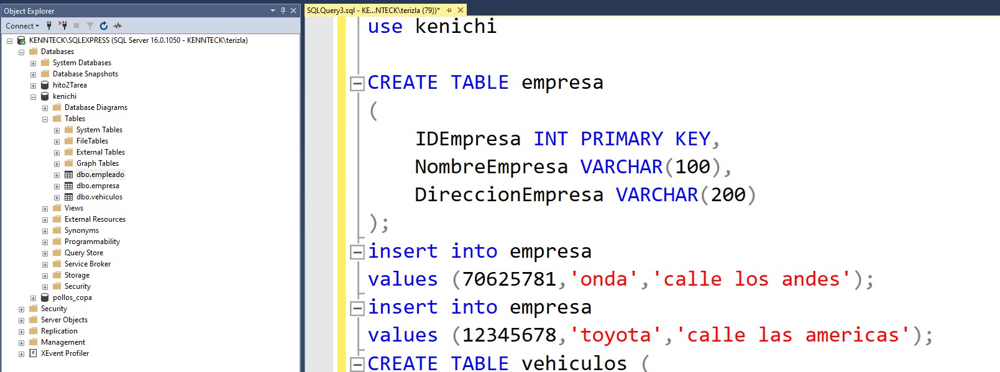 Object Explorer
Connect
KENNTECK\SQLEXPRESS (SQL Server 16.0.1050 - KENNTECK\terizla)
Databases
System Databases
Database Snapshots
hito2Tarea
kenichi
Database Diagrams
Tables
System Tables
FileTables
External Tables
Graph Tables
dbo.empleado
dbo.empresa
dbo.vehiculos
Views
External Resources
Synonyms
Programmability
Query Store
Service Broker
Storage
Security
pollos_copa
Security
Server Objects
Replication
Management
XEvent Profiler
SQLQuery3.sql - KE...NTECK\terizla (79))*
use kenichi
CREATE TABLE empresa
(
IDEmpresa INT PRIMARY KEY,
NombreEmpresa VARCHAR(100),
DireccionEmpresa VARCHAR(200)
);
insert into empresa
values (70625781,'onda','calle los andes');
insert into empresa
values (12345678,'toyota','calle las americas');
CREATE TABLE vehiculos (